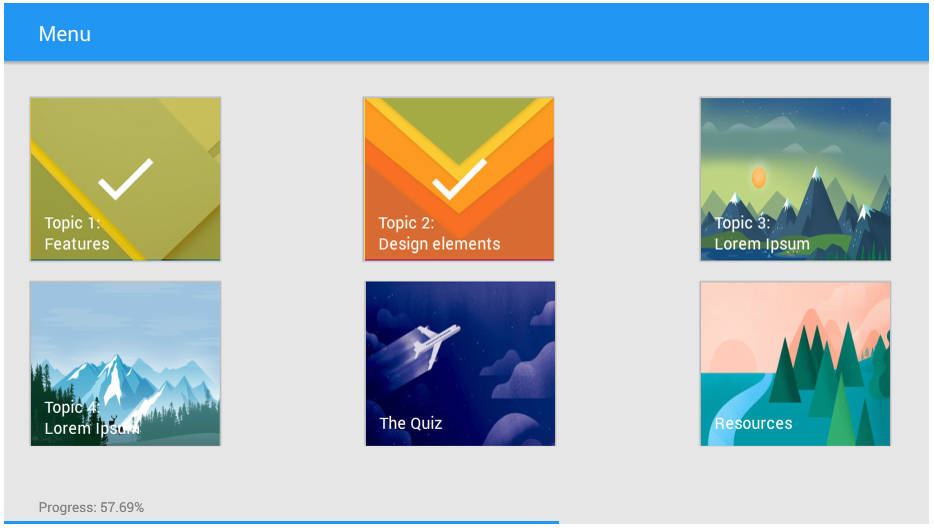 Menu
Topic 1:
Features
Topic 2:
Design elements
Topic 3:
Lorem Ipsum
Topic 4:
Lorem Ipsum
The Quiz
Resources
Progress: 57.69%